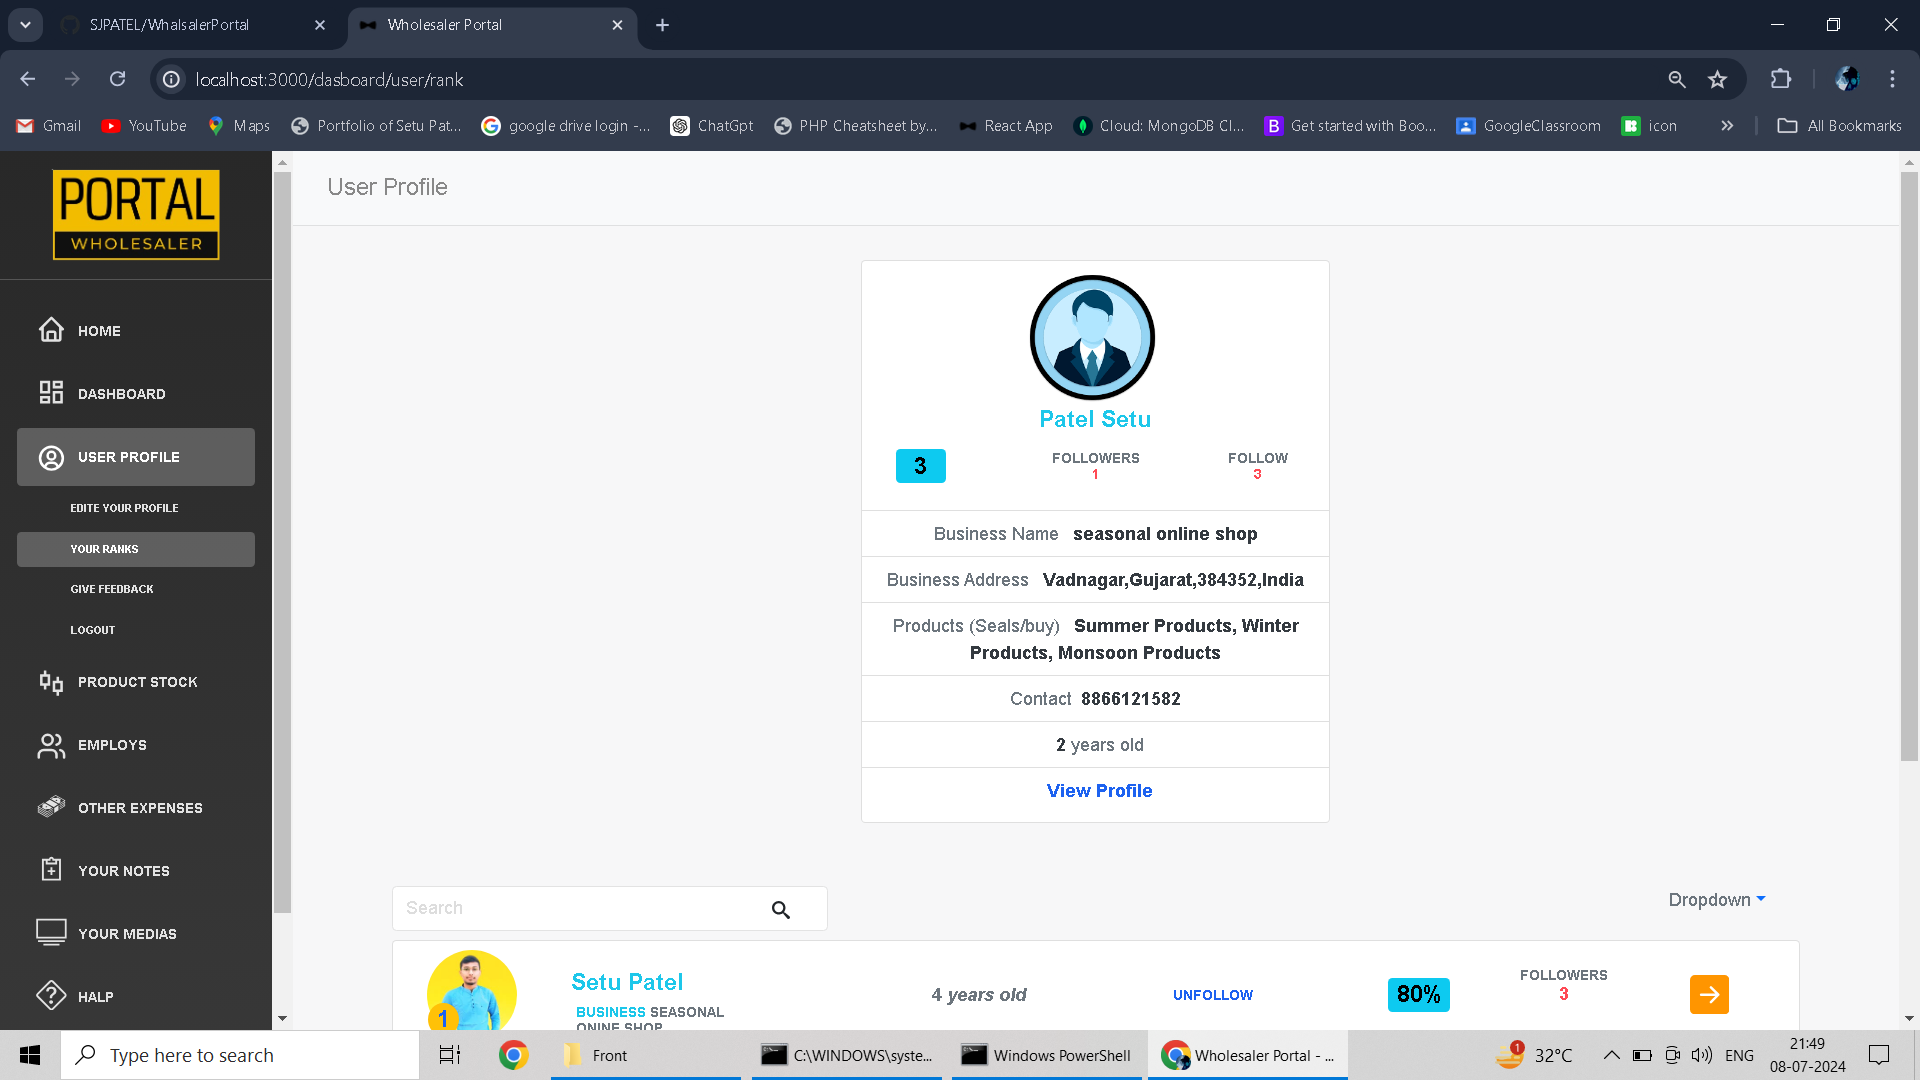 SJPATEL/WhalsalerPortal
Wholesaler Portal
localhost:3000/dasboard/user/rank
Gmail
YouTube
Maps
Portfolio of Setu Pat...
google drive login -...
ChatGpt
PHP Cheatsheet by...
React App
Cloud: MongoDB Cl...
B
Get started with Boo...
GoogleClassroom
icon
All Bookmarks
PORTAL
WHOLESALER
HOME
DASHBOARD
USER PROFILE
EDITE YOUR PROFILE
YOUR RANKS
GIVE FEEDBACK
LOGOUT
PRODUCT STOCK
EMPLOYS
OTHER EXPENSES
YOUR NOTES
YOUR MEDIAS
HALP
User Profile
Patel Setu
3
FOLLOWERS
1
FOLLOW
3
Business Name seasonal online shop
Business Address Vadnagar,Gujarat,384352,India
Products (Seals/buy) Summer Products, Winter
Products, Monsoon Products
Contact 8866121582
2 years old
View Profile
Search
Dropdown
1
Setu Patel
BUSINESS SEASONAL
ONINE SHOP
4 years old
UNFOLLOW
80%
FOLLOWERS
3
Type here to search
Front
C:\WINDOWS\syste...
Windows PowerShell
Wholesaler Portal - ...
1
32°C
ENG
21:49
08-07-2024